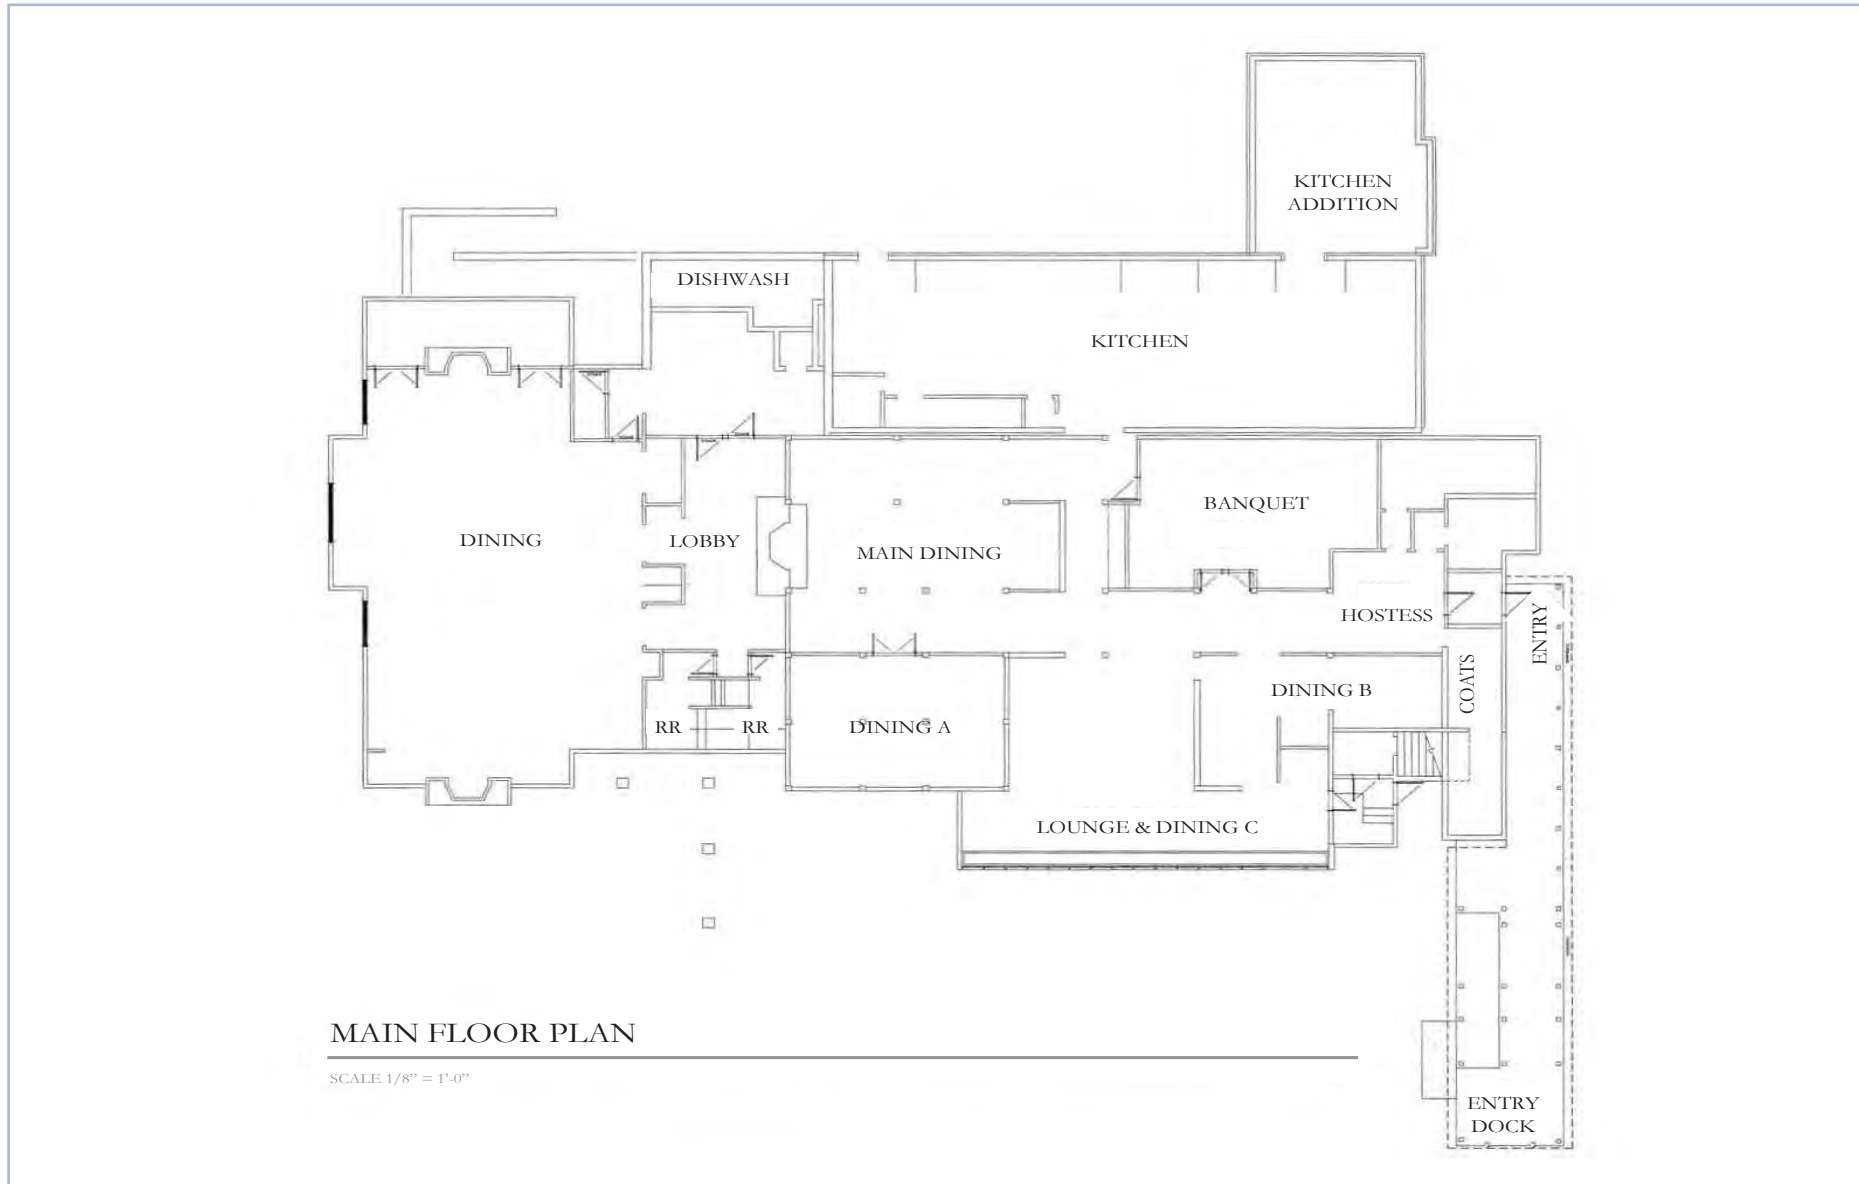 KITCHEN
ADDITION
DISHWASH
KITCHEN
BANQUET
DINING
LOBBY
MAIN DINING
HOSTESS
ENTRY
COATS
DINING B
RR
RR
DINING A
LOUNGE & DINING C
MAIN FLOOR PLAN
SCALE 1/8” = 1’-0”
ENTRY
DOCK